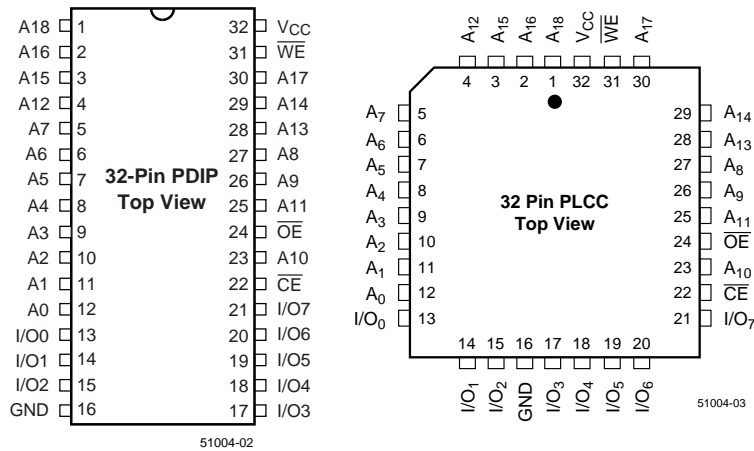 A18 1 32 VCC
A16 2 31 WE
A15 3 30 A17
A12 4 29 A14
A7 5 28 A13
A6 6 27 A8
A5 7 26 A9
A4 8 25 A11
A3 9 24 OE
A2 10 23 A10
A1 11 22 CE
A0 12 21 I/O7
I/O0 13 20 I/O6
I/O1 14 19 I/O5
I/O2 15 18 I/O4
GND 16 17 I/O3
32-Pin PDIP
Top View
51004-02
A12 A15 A16 A18 VCC WE A17
4 3 2 1 32 31 30
A7 5 29 A14
A6 6 28 A13
A5 7 27 A8
A4 8 26 A9
A3 9 25 A11
A2 10 24 OE
A1 11 23 A10
A0 12 22 CE
I/O0 13 21 I/O7
32 Pin PLCC
Top View
14 15 16 17 18 19 20
I/O1 I/O2 GND I/O3 I/O4 I/O5 I/O6
51004-03